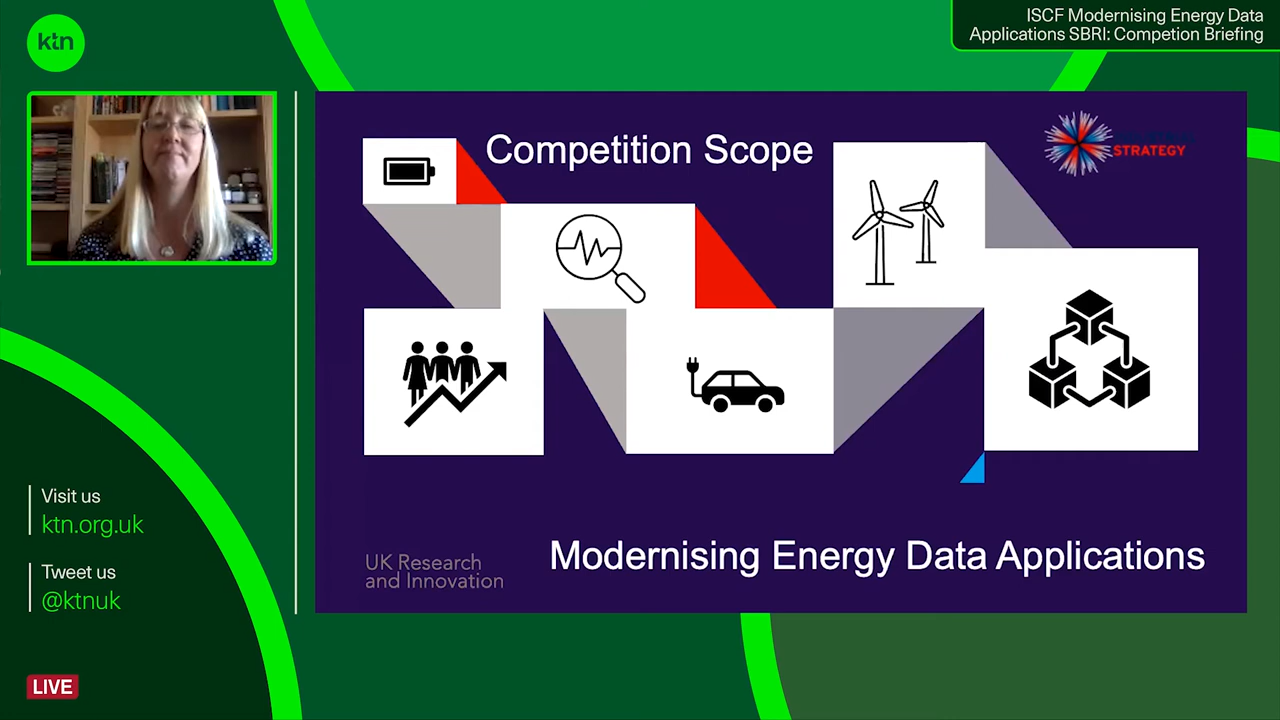 ktn
ISCF Modernising Energy Data
Applications SBRI: Competion Briefing
Competition Scope
STRATEGY
UK Research
and Innovation
Modernising Energy Data Applications
Visit us
ktn.org.uk
Tweet us
@ktnuk
LIVE